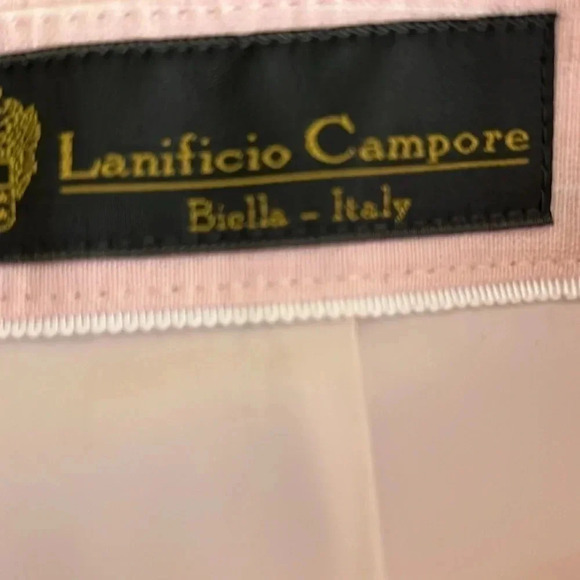 Lanificio Campore
Biella - Italy